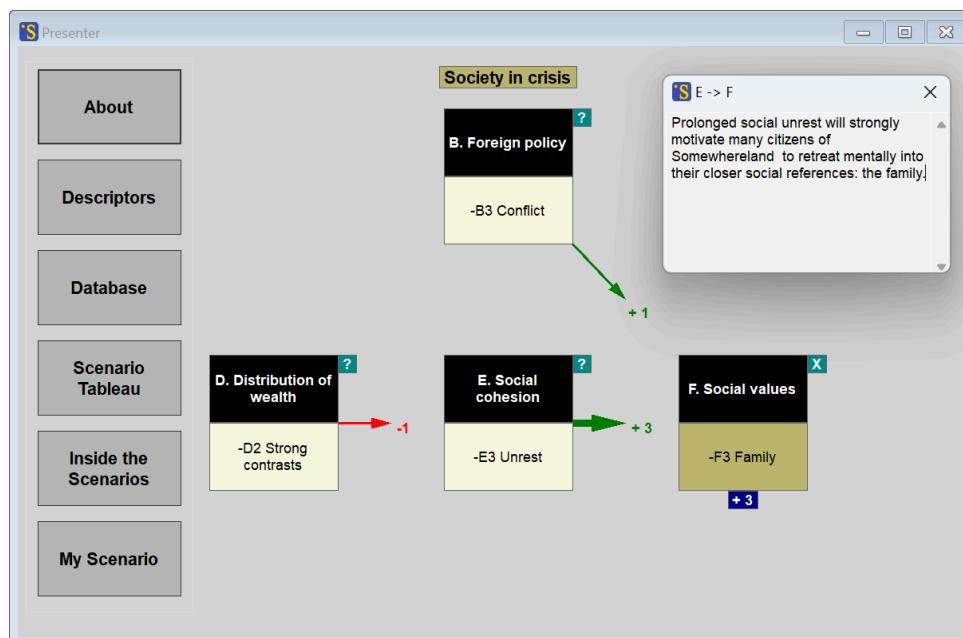 Presenter
About
Descriptors
Database
Scenario
Tableau
Inside the
Scenarios
My Scenario
Society in crisis
B. Foreign policy
?
-B3 Conflict
+ 1
'S E -> F
Prolonged social unrest will strongly
motivate many citizens of
Somewhereland  to retreat mentally into
their closer social references: the family.
D. Distribution of
wealth
?
-D2 Strong
contrasts
-1
E. Social
cohesion
?
-E3 Unrest
+ 3
F. Social values
X
-F3 Family
+ 3